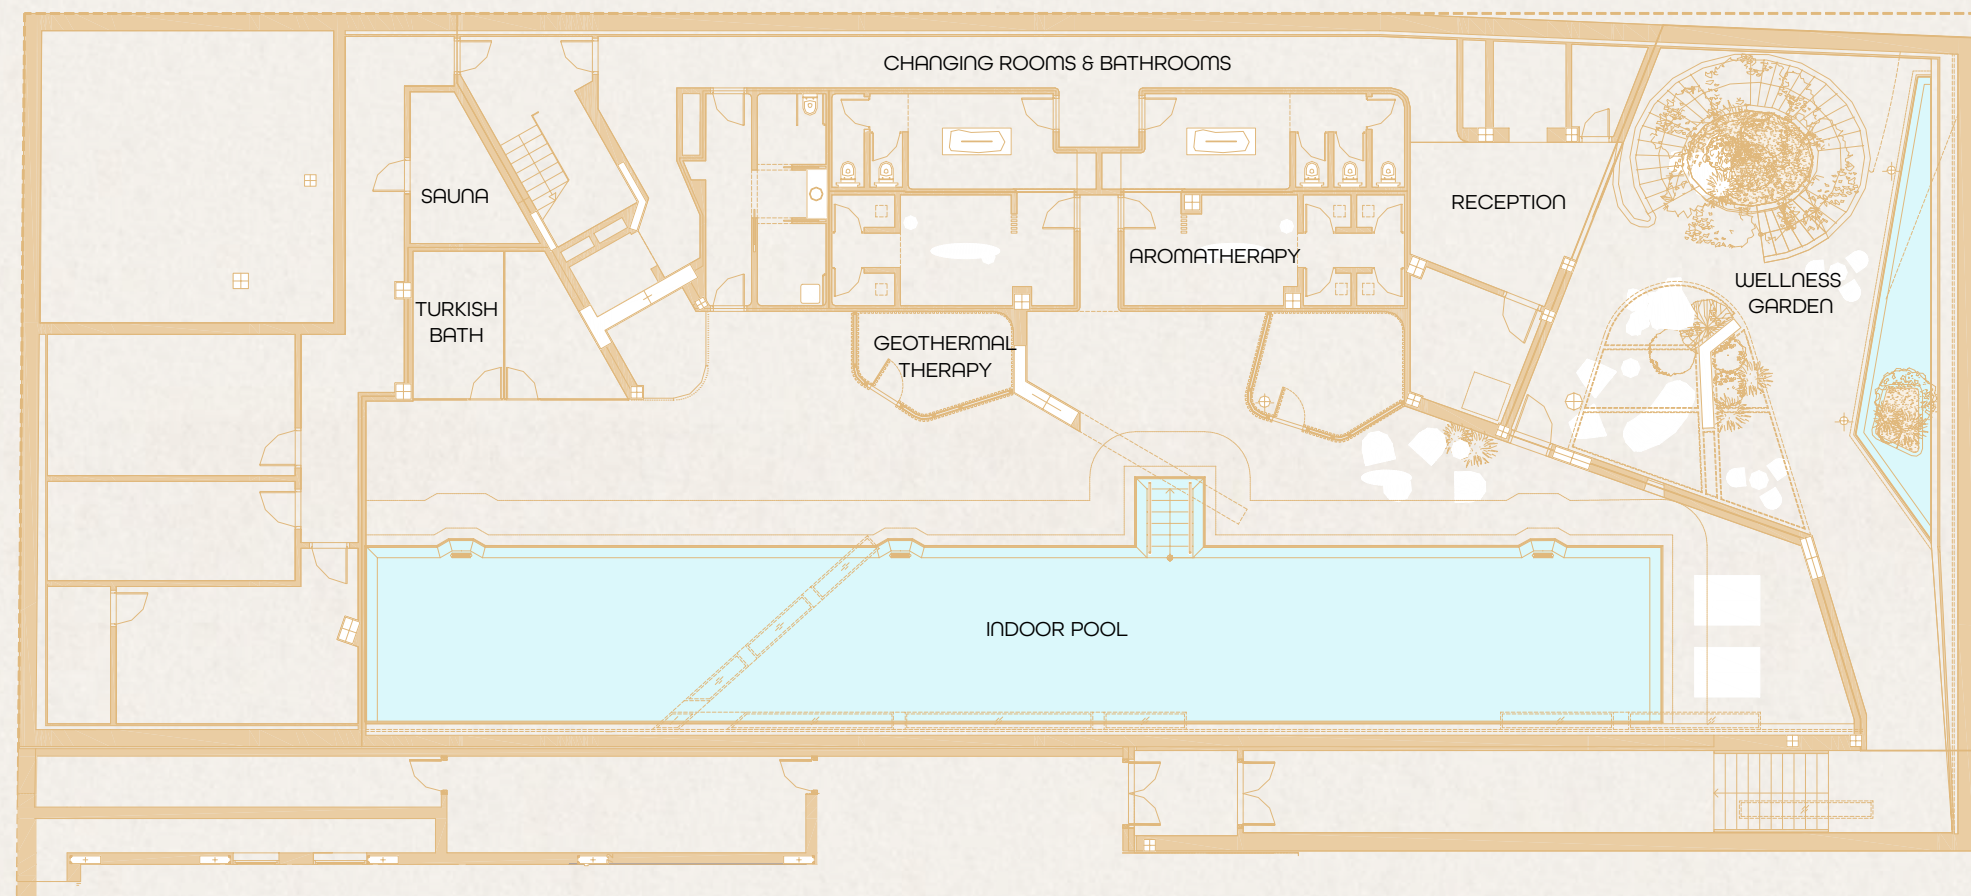 CHANGING ROOMS & BATHROOMS
SAUNA
RECEPTION
AROMATHERAPY
WELLNESS
GARDEN
TURKISH
BATH
GEOTHERMAL
THERAPY
INDOOR POOL